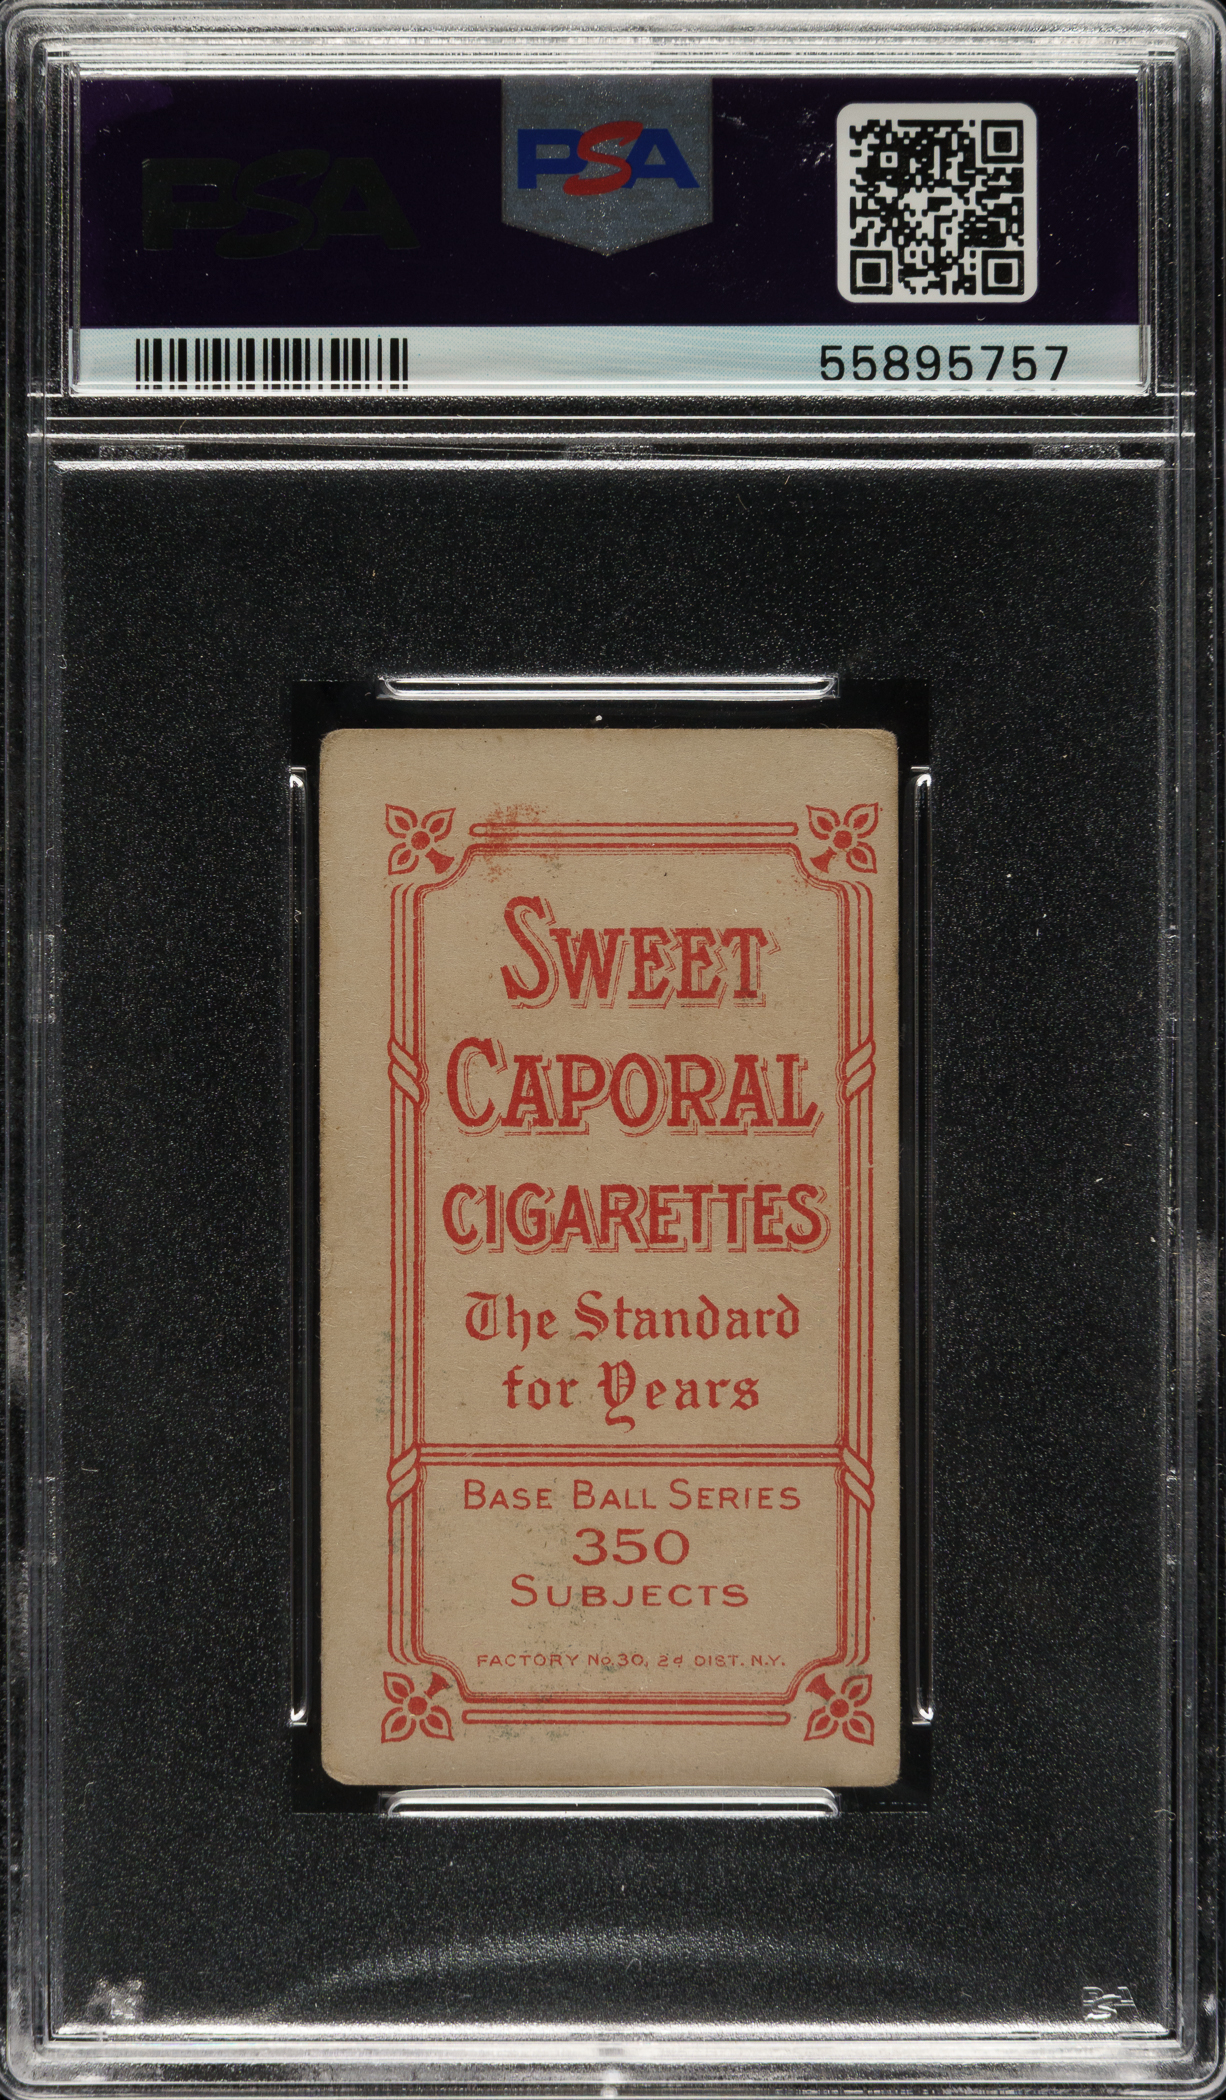 PSA
PSA
55895757
SWEET
CAPORAL
CIGARETTES
The Standard
for Years
BASE BALL SERIES
350
SUBJECTS
FACTORY No. 30, 2d DIST. N.Y.
PSA